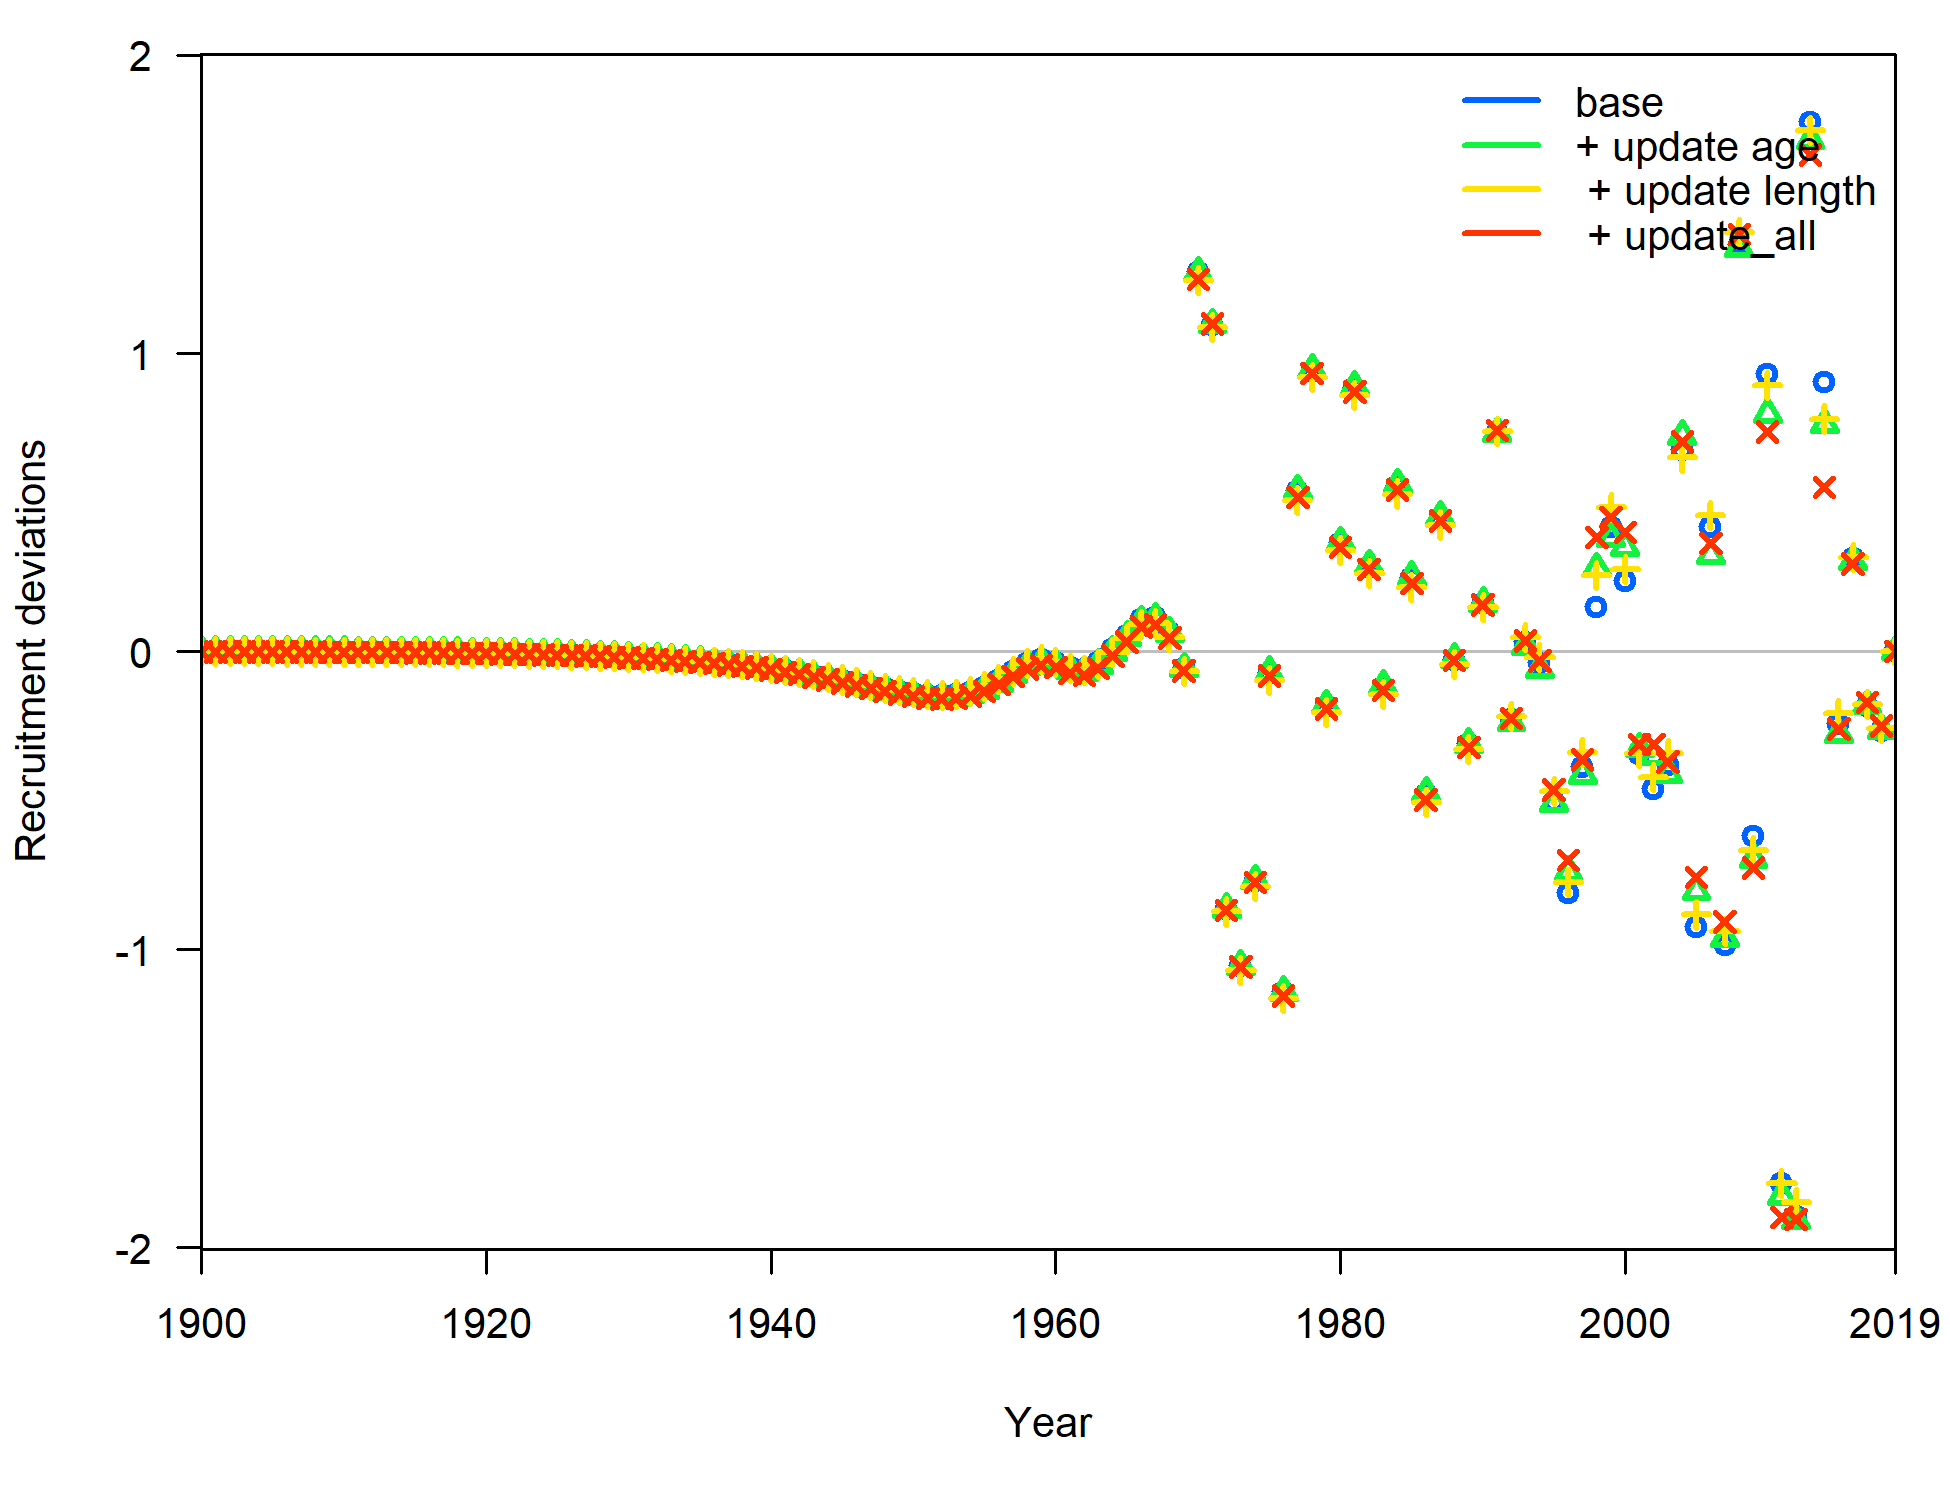 2
1
0
-1
-2
Recruitment deviations
base
+ update age
+ update length
+ update_all
1900
1920
1940
1960
1980
2000
2019
Year